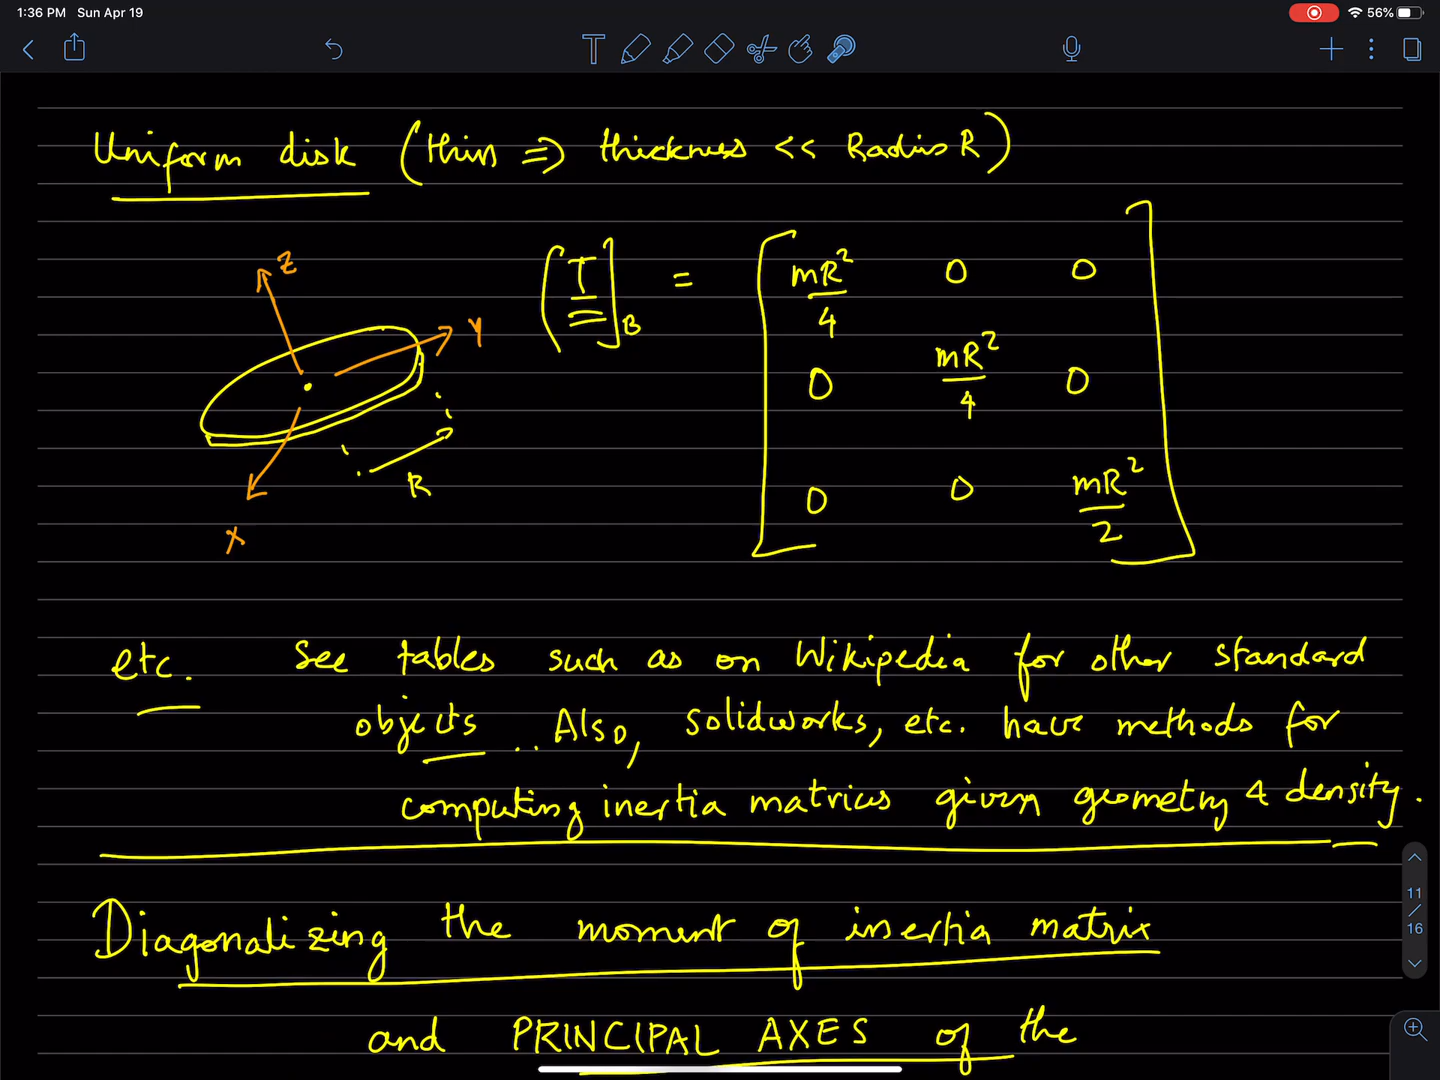 1:36 PM Sun Apr 19
56%
Uniform disk (thin ⇒ thickness << Radius R)
Z
Y
X
R
[I]B = [mR²/4 0 0
0 mR²/4 0
0 0 mR²/2]
etc. See tables such as on Wikipedia for other standard
objects .. Also, Solidworks, etc. have methods for
computing inertia matrices given geometry & density.
11
/
16
Diagonalizing the moment of inertia matrix
and PRINCIPAL AXES of the